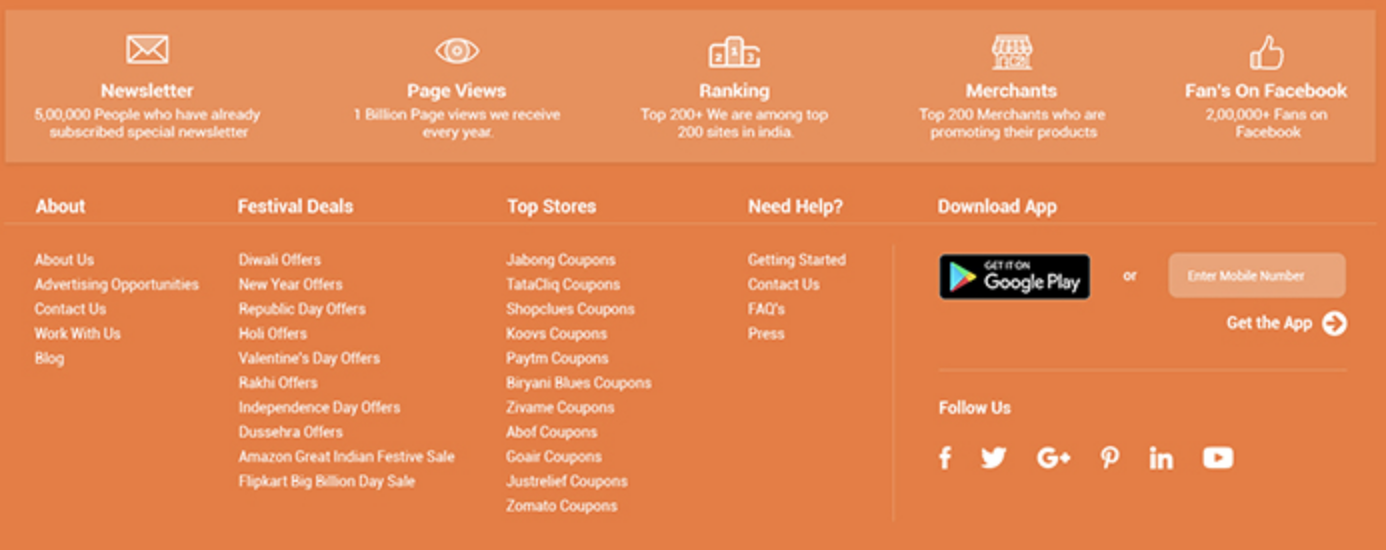 Newsletter
5,00,000 People who have already
subscribed special newsletter
Page Views
1 Billion Page views we receive
every year.
2 1 3
Ranking
Top 200+ We are among top
200 sites in india.
Merchants
Top 200 Merchants who are
promoting their products
Fan's On Facebook
2,00,000+ Fans on
Facebook
About
About Us
Advertising Opportunities
Contact Us
Work With Us
Blog
Festival Deals
Diwali Offers
New Year Offers
Republic Day Offers
Holi Offers
Valentine's Day Offers
Rakhi Offers
Independence Day Offers
Dussehra Offers
Amazon Great Indian Festive Sale
Flipkart Big Billion Day Sale
Top Stores
Jabong Coupons
TataCliq Coupons
Shopclues Coupons
Koovs Coupons
Paytm Coupons
Biryani Blues Coupons
Zivame Coupons
Abof Coupons
Goair Coupons
Justrelief Coupons
Zomato Coupons
Need Help?
Getting Started
Contact Us
FAQ's
Press
Download App
GET IT ON
Google Play
or
Enter Mobile Number
Get the App
Follow Us
f G+ in